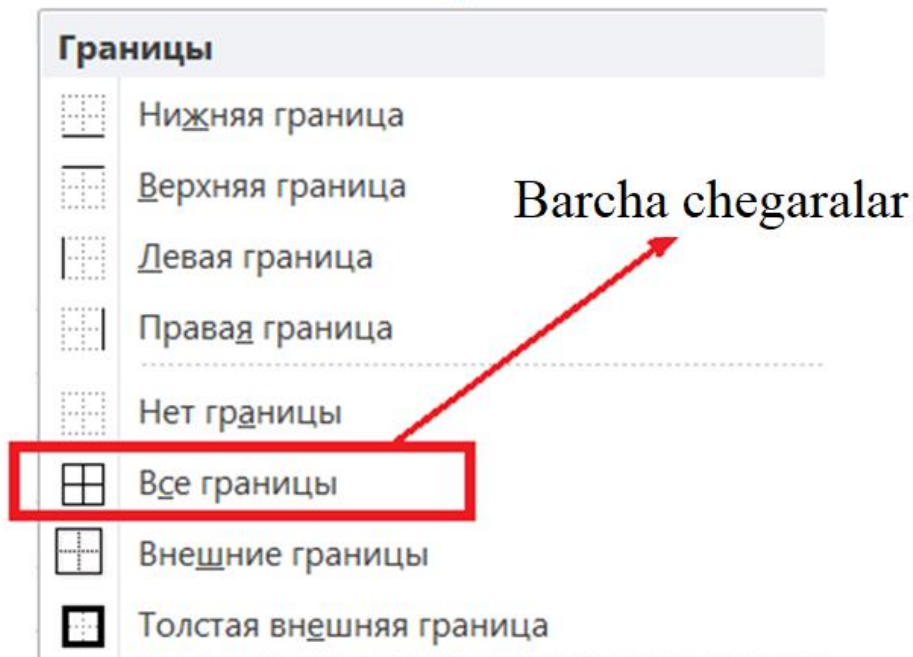 Границы
Нижняя граница
Верхняя граница
Barcha chegaralar
Левая граница
Правая граница
Нет границы
Все границы
Внешние границы
Толстая внешняя граница